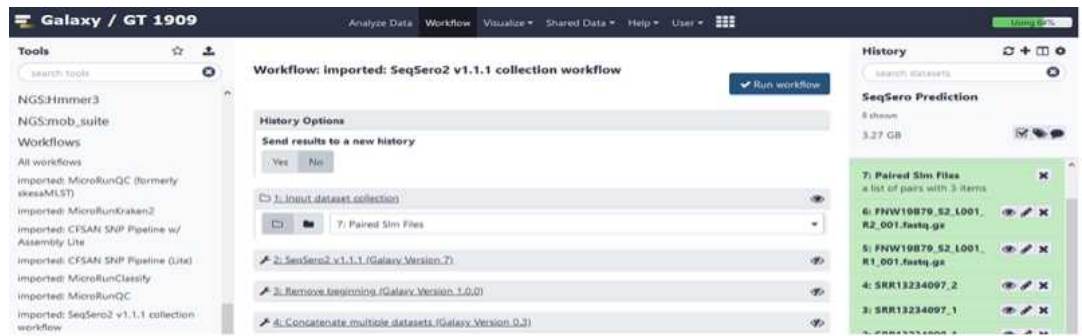 Galaxy / GT 1909
Analyze Data Workflow Visualize Shared Data Help User
Using 64%
Tools
search tools
NGS:Hmmer3
NGS:mob_suite
Workflows
All workflows
imported: MicroRunQC (formerly
skesaMLST)
imported: MicroRunKraken2
imported: CFSAN SNP Pipeline w/
Assembly Lite
imported: CFSAN SNP Pipeline (Lite)
imported: MicroRunClassify
imported: MicroRunQC
imported: SeqSero2 v1.1.1 collection
workflow
Workflow: imported: SeqSero2 v1.1.1 collection workflow
Run workflow
History Options
Send results to a new history
Yes No
1: Input dataset collection
7: Paired Slm Files
2: SeqSero2 v1.1.1 (Galaxy Version 7)
3: Remove beginning (Galaxy Version 1.0.0)
4: Concatenate multiple datasets (Galaxy Version 0.3)
History
search datasets
SeqSero Prediction
8 shown
3.27 GB
7: Paired Slm Files
a list of pairs with 3 items
6: FNW19B79_S2_L001_
R2_001.fastq.gz
5: FNW19B79_S2_L001_
R1_001.fastq.gz
4: SRR13234097_2
3: SRR13234097_1